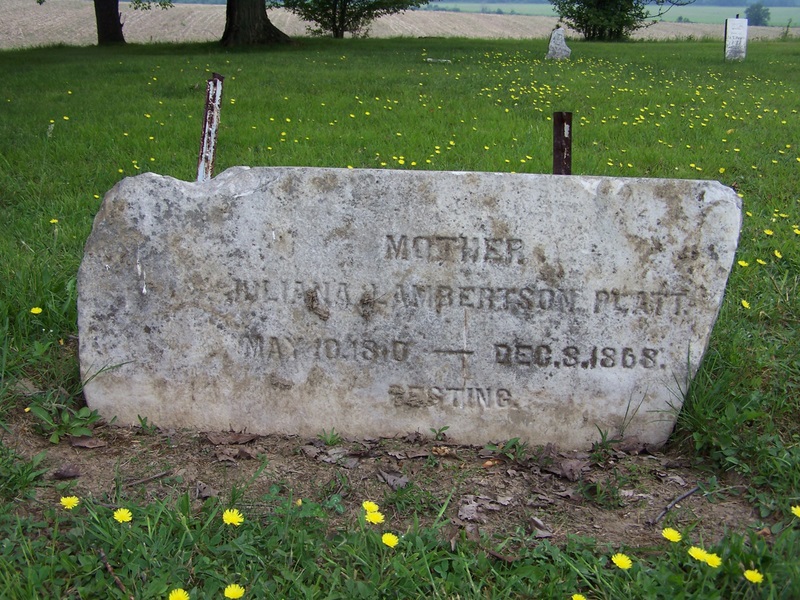 MOTHER
JULIANA LAMBERTSON PLATT.
MAY 10.1810 — DEC.8.1868.
RESTING.